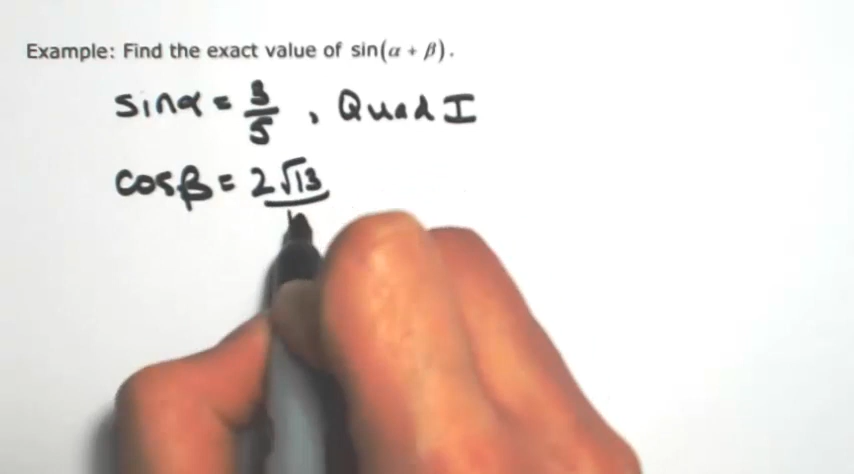 Example: Find the exact value of sin(α + β).
sinα = 3/5 , Quad I
cosβ = 2√13/